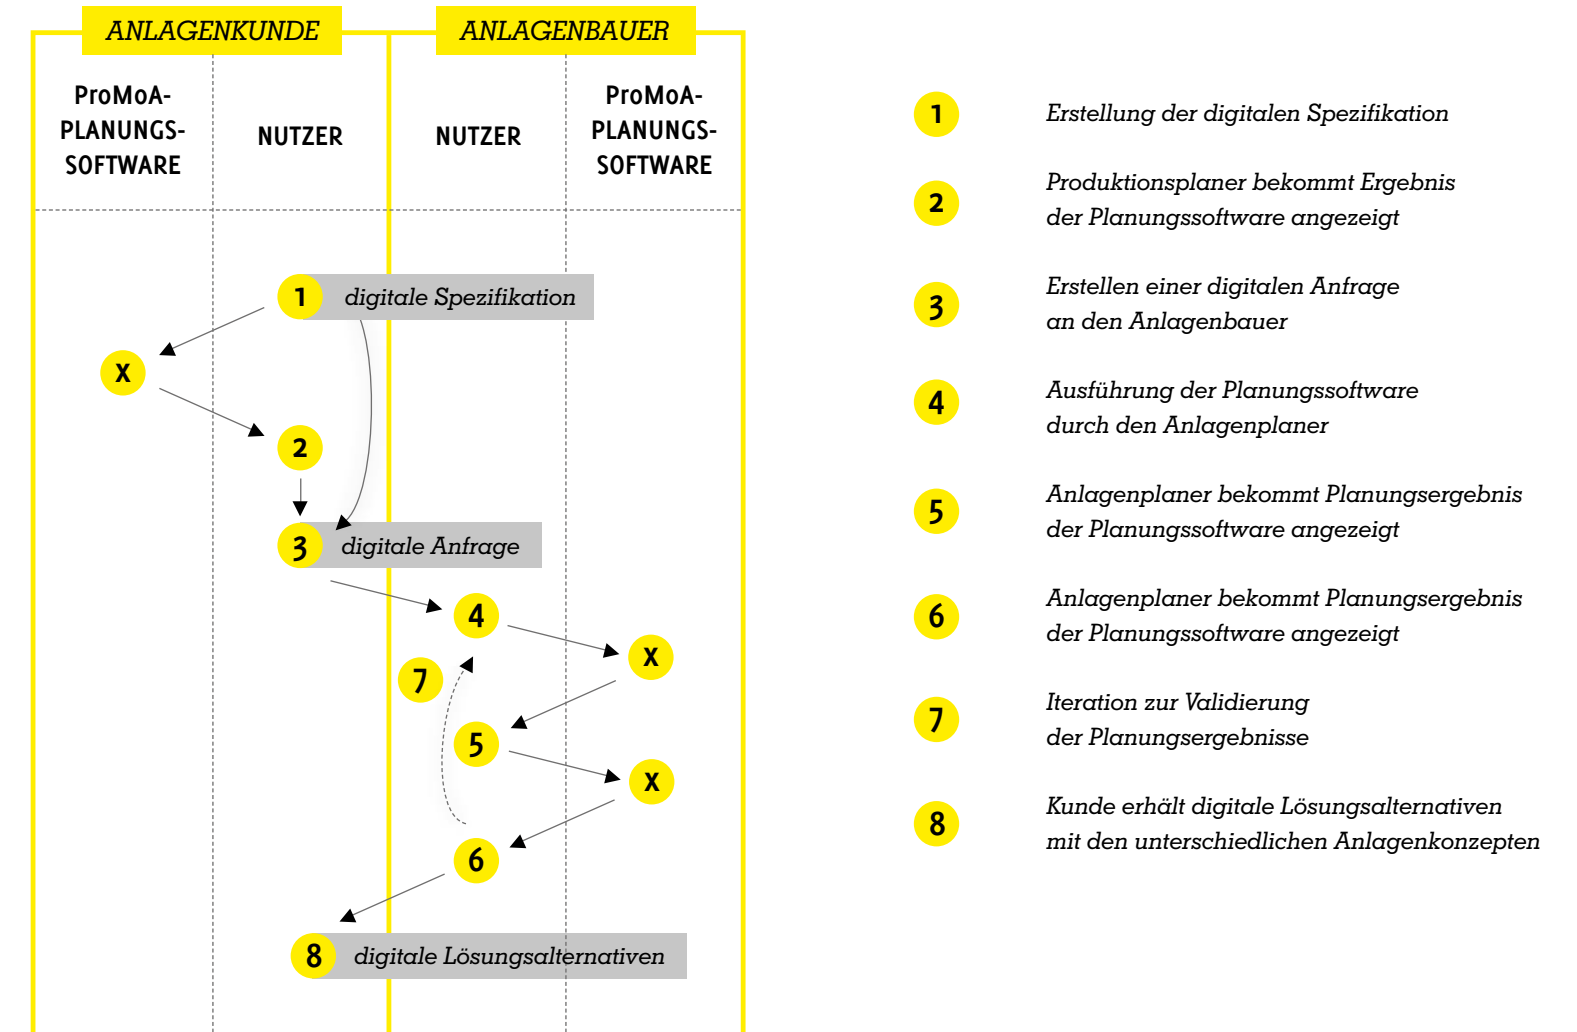 ANLAGENKUNDE
ANLAGENBAUER
ProMoA-
PLANUNGS-
SOFTWARE
NUTZER
NUTZER
ProMoA-
PLANUNGS-
SOFTWARE
1 digitale Spezifikation
X
2
3 digitale Anfrage
4
X
7
5
X
6
8 digitale Lösungsalternativen
1 Erstellung der digitalen Spezifikation
2 Produktionsplaner bekommt Ergebnis
der Planungssoftware angezeigt
3 Erstellen einer digitalen Anfrage
an den Anlagenbauer
4 Ausführung der Planungssoftware
durch den Anlagenplaner
5 Anlagenplaner bekommt Planungsergebnis
der Planungssoftware angezeigt
6 Anlagenplaner bekommt Planungsergebnis
der Planungssoftware angezeigt
7 Iteration zur Validierung
der Planungsergebnisse
8 Kunde erhält digitale Lösungsalternativen
mit den unterschiedlichen Anlagenkonzepten